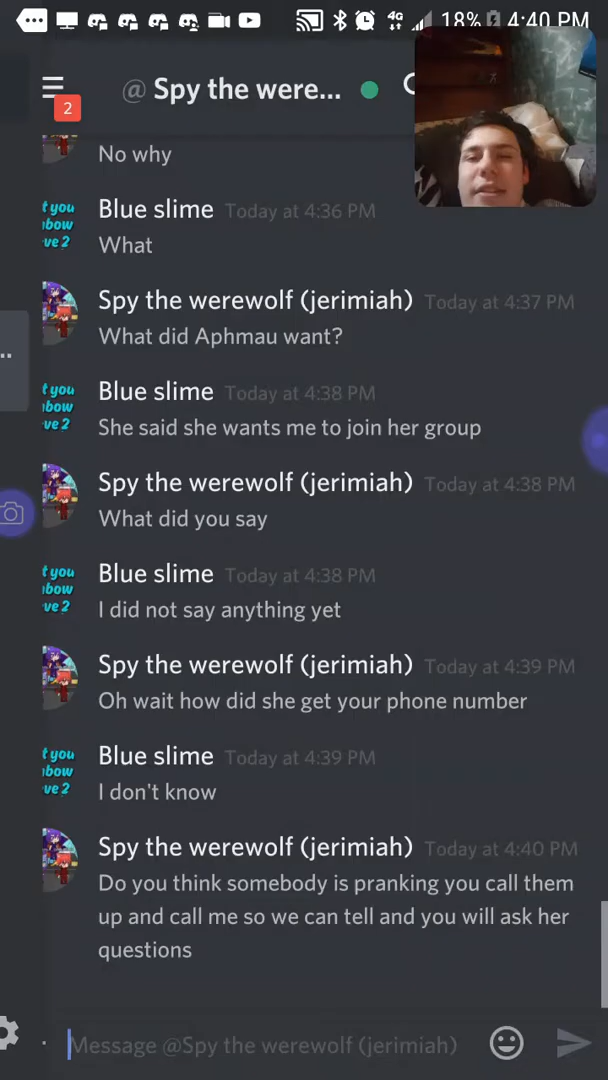 18% 4:40 PM
4G
2
@ Spy the were...
No why
Blue slime Today at 4:36 PM
What
Spy the werewolf (jerimiah) Today at 4:37 PM
What did Aphmau want?
Blue slime Today at 4:38 PM
She said she wants me to join her group
Spy the werewolf (jerimiah) Today at 4:38 PM
What did you say
Blue slime Today at 4:38 PM
I did not say anything yet
Spy the werewolf (jerimiah) Today at 4:39 PM
Oh wait how did she get your phone number
Blue slime Today at 4:39 PM
I don't know
Spy the werewolf (jerimiah) Today at 4:40 PM
Do you think somebody is pranking you call them
up and call me so we can tell and you will ask her
questions
Message @Spy the werewolf (jerimiah)